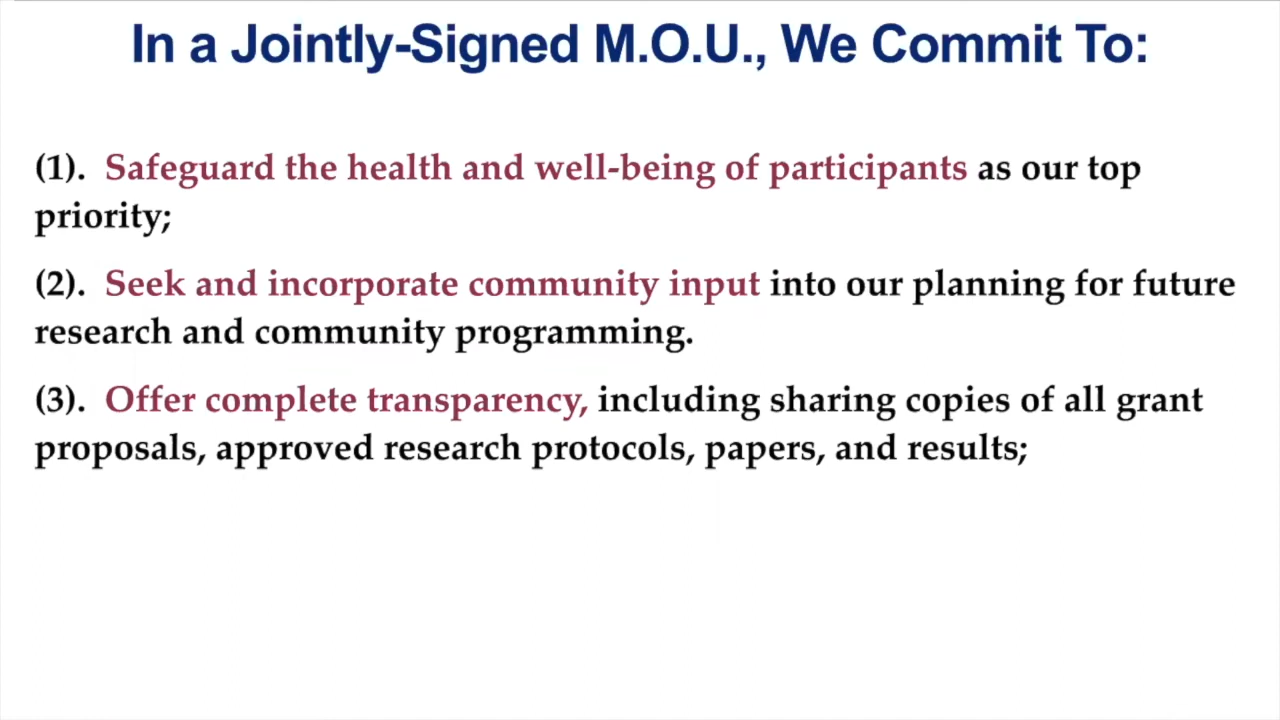 In a Jointly-Signed M.O.U., We Commit To:
(1). Safeguard the health and well-being of participants as our top
priority;
(2). Seek and incorporate community input into our planning for future
research and community programming.
(3). Offer complete transparency, including sharing copies of all grant
proposals, approved research protocols, papers, and results;